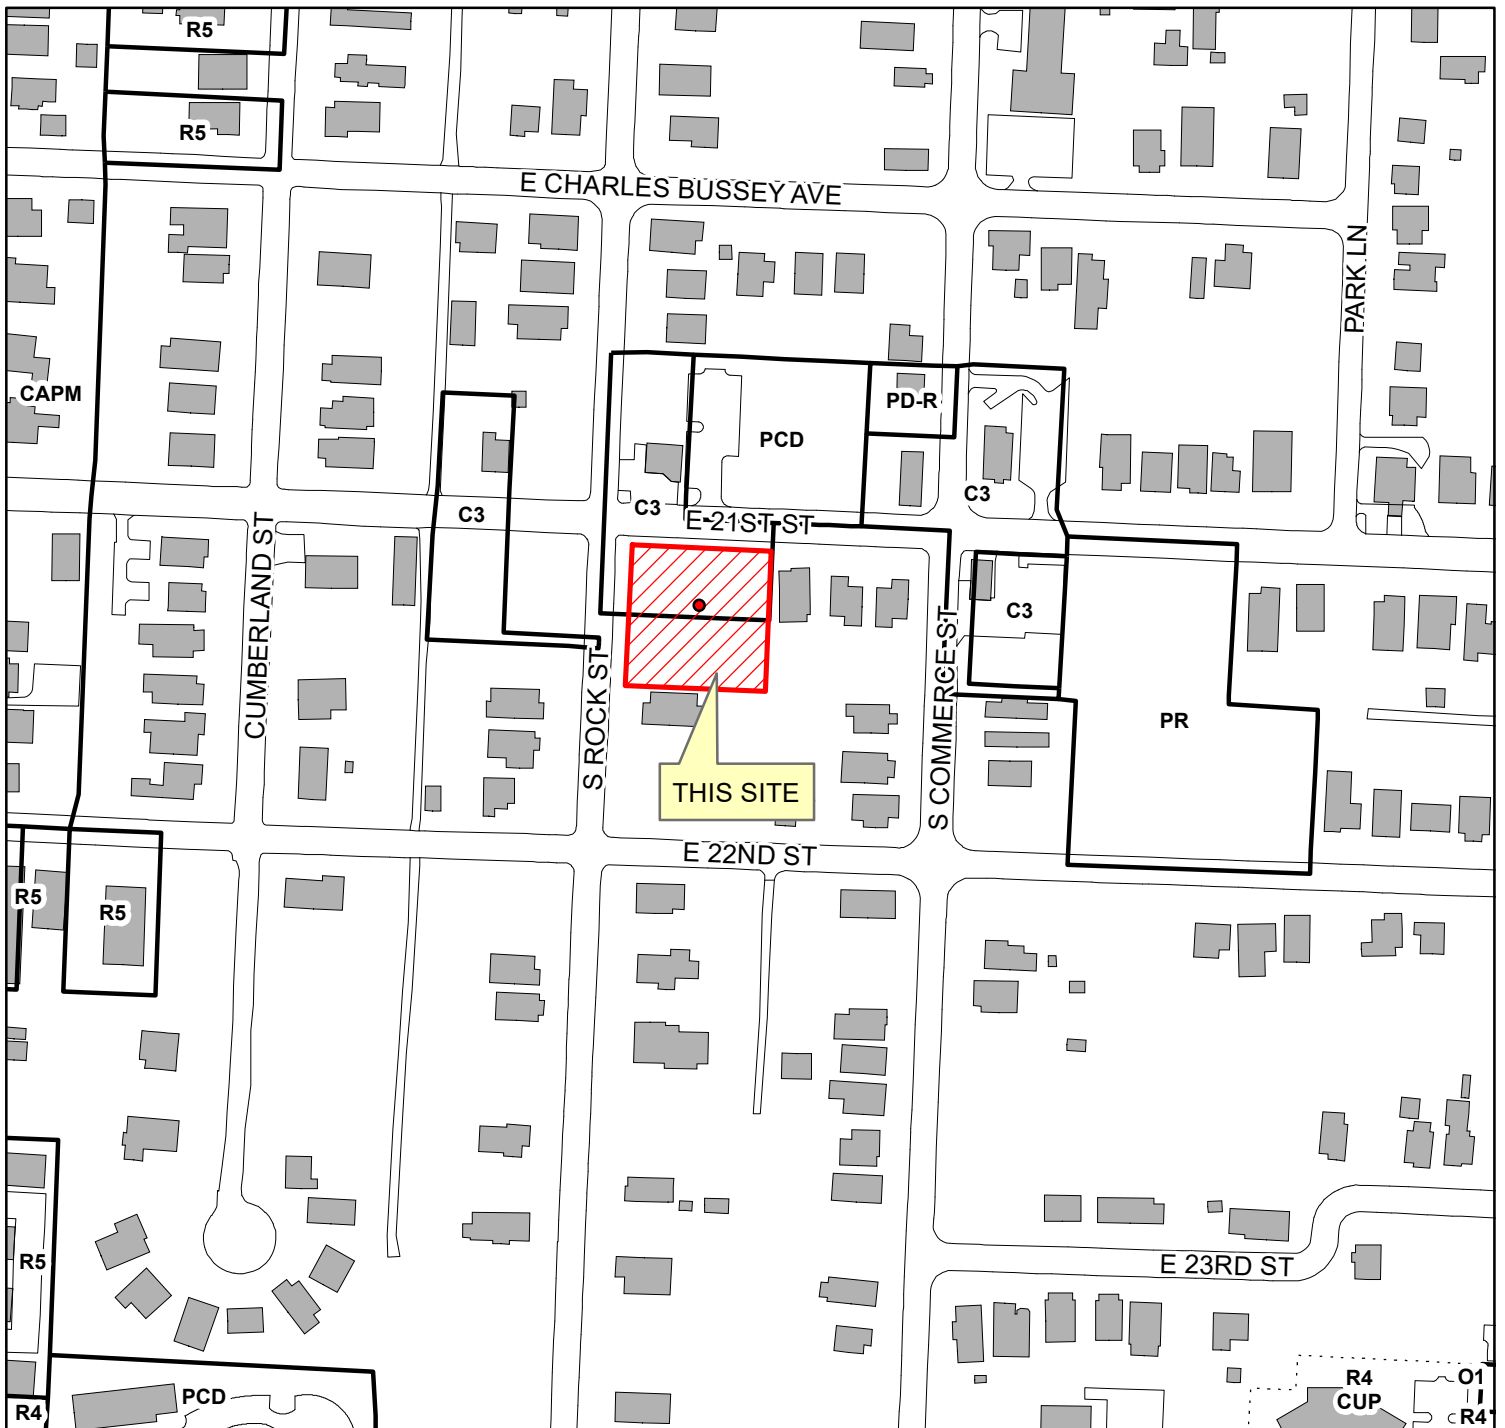 R5
R5
E CHARLES BUSSEY AVE
PARK LN
CAPM
PD-R
PCD
C3
C3
C3
E 21ST ST
CUMBERLAND ST
C3
S ROCK ST
S COMMERCE ST
PR
THIS SITE
E 22ND ST
R5
R5
R5
E 23RD ST
PCD
R4
R4
CUP
O1
R4